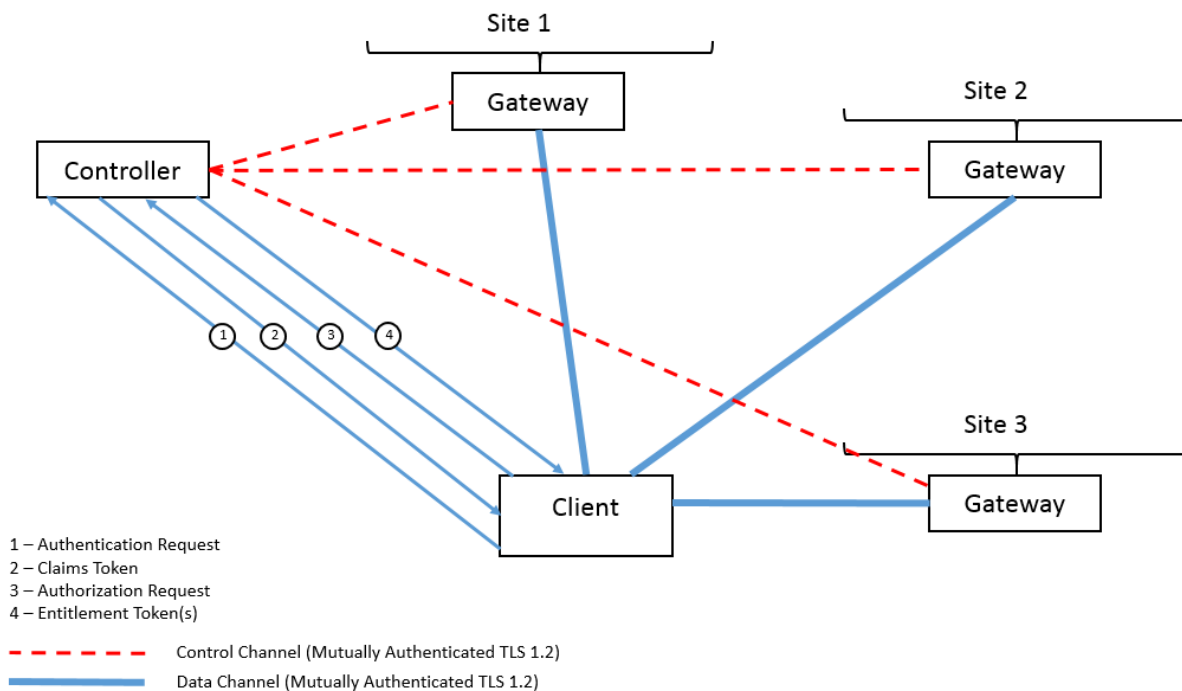 Site 1
Gateway
Site 2
Controller
Gateway
1
2
3
4
Site 3
Client
Gateway
1 – Authentication Request
2 – Claims Token
3 – Authorization Request
4 – Entitlement Token(s)
Control Channel (Mutually Authenticated TLS 1.2)
Data Channel (Mutually Authenticated TLS 1.2)